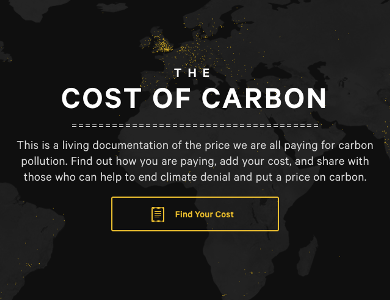 THE
COST OF CARBON
This is a living documentation of the price we are all paying for carbon
pollution. Find out how you are paying, add your cost, and share with
those who can help to end climate denial and put a price on carbon.
Find Your Cost